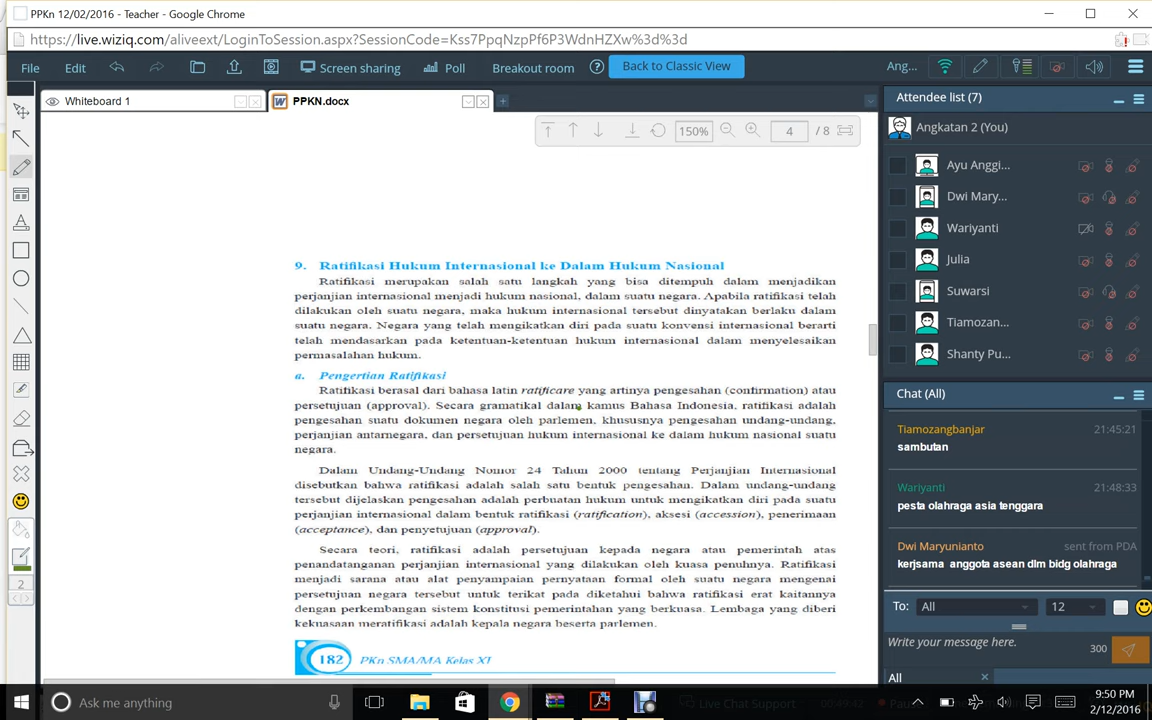 PPKn 12/02/2016 - Teacher - Google Chrome
https://live.wiziq.com/aliveext/LoginToSession.aspx?SessionCode=Kss7PpqNzpPf6P3WdnHZXw%3d%3d
File Edit Screen sharing Poll Breakout room Back to Classic View Ang...
Whiteboard 1 PPKN.docx
150% 4 / 8
9. Ratifikasi Hukum Internasional ke Dalam Hukum Nasional
Ratifikasi merupakan salah satu langkah yang bisa ditempuh dalam menjadikan
perjanjian internasional menjadi hukum nasional, dalam suatu negara. Apabila ratifikasi telah
dilakukan oleh suatu negara, maka hukum internasional tersebut dinyatakan berlaku dalam
suatu negara. Negara yang telah mengikatkan diri pada suatu konvensi internasional berarti
telah mendasarkan pada ketentuan-ketentuan hukum internasional dalam menyelesaikan
permasalahan hukum.
a. Pengertian Ratifikasi
Ratifikasi berasal dari bahasa latin ratificare yang artinya pengesahan (confirmation) atau
persetujuan (approval). Secara gramatikal dalam kamus Bahasa Indonesia, ratifikasi adalah
pengesahan suatu dokumen negara oleh parlemen, khususnya pengesahan undang-undang,
perjanjian antarnegara, dan persetujuan hukum internasional ke dalam hukum nasional suatu
negara.
Dalam Undang-Undang Nomor 24 Tahun 2000 tentang Perjanjian Internasional
disebutkan bahwa ratifikasi adalah salah satu bentuk pengesahan. Dalam undang-undang
tersebut dijelaskan pengesahan adalah perbuatan hukum untuk mengikatkan diri pada suatu
perjanjian internasional dalam bentuk ratifikasi (ratification), aksesi (accession), penerimaan
(acceptance), dan penyetujuan (approval).
Secara teori, ratifikasi adalah persetujuan kepada negara atau pemerintah atas
penandatanganan perjanjian internasional yang dilakukan oleh kuasa penuhnya. Ratifikasi
menjadi sarana atau alat penyampaian pernyataan formal oleh suatu negara mengenai
persetujuan negara tersebut untuk terikat pada diketahui bahwa ratifikasi erat kaitannya
dengan perkembangan sistem konstitusi pemerintahan yang berkuasa. Lembaga yang diberi
kekuasaan meratifikasi adalah kepala negara beserta parlemen.
182 PKn SMA/MA Kelas XI
2
Attendee list (7)
Angkatan 2 (You)
Ayu Anggi...
Dwi Mary...
Wariyanti
Julia
Suwarsi
Tiamozan...
Shanty Pu...
Chat (All)
Tiamozangbanjar 21:45:21
sambutan
Wariyanti 21:48:33
pesta olahraga asia tenggara
Dwi Maryunianto sent from PDA
kerjsama anggota asean dlm bidg olahraga
To: All 12
Write your message here. 300
All
Ask me anything
Live Chat Support 00:49:42 Pause
9:50 PM
2/12/2016